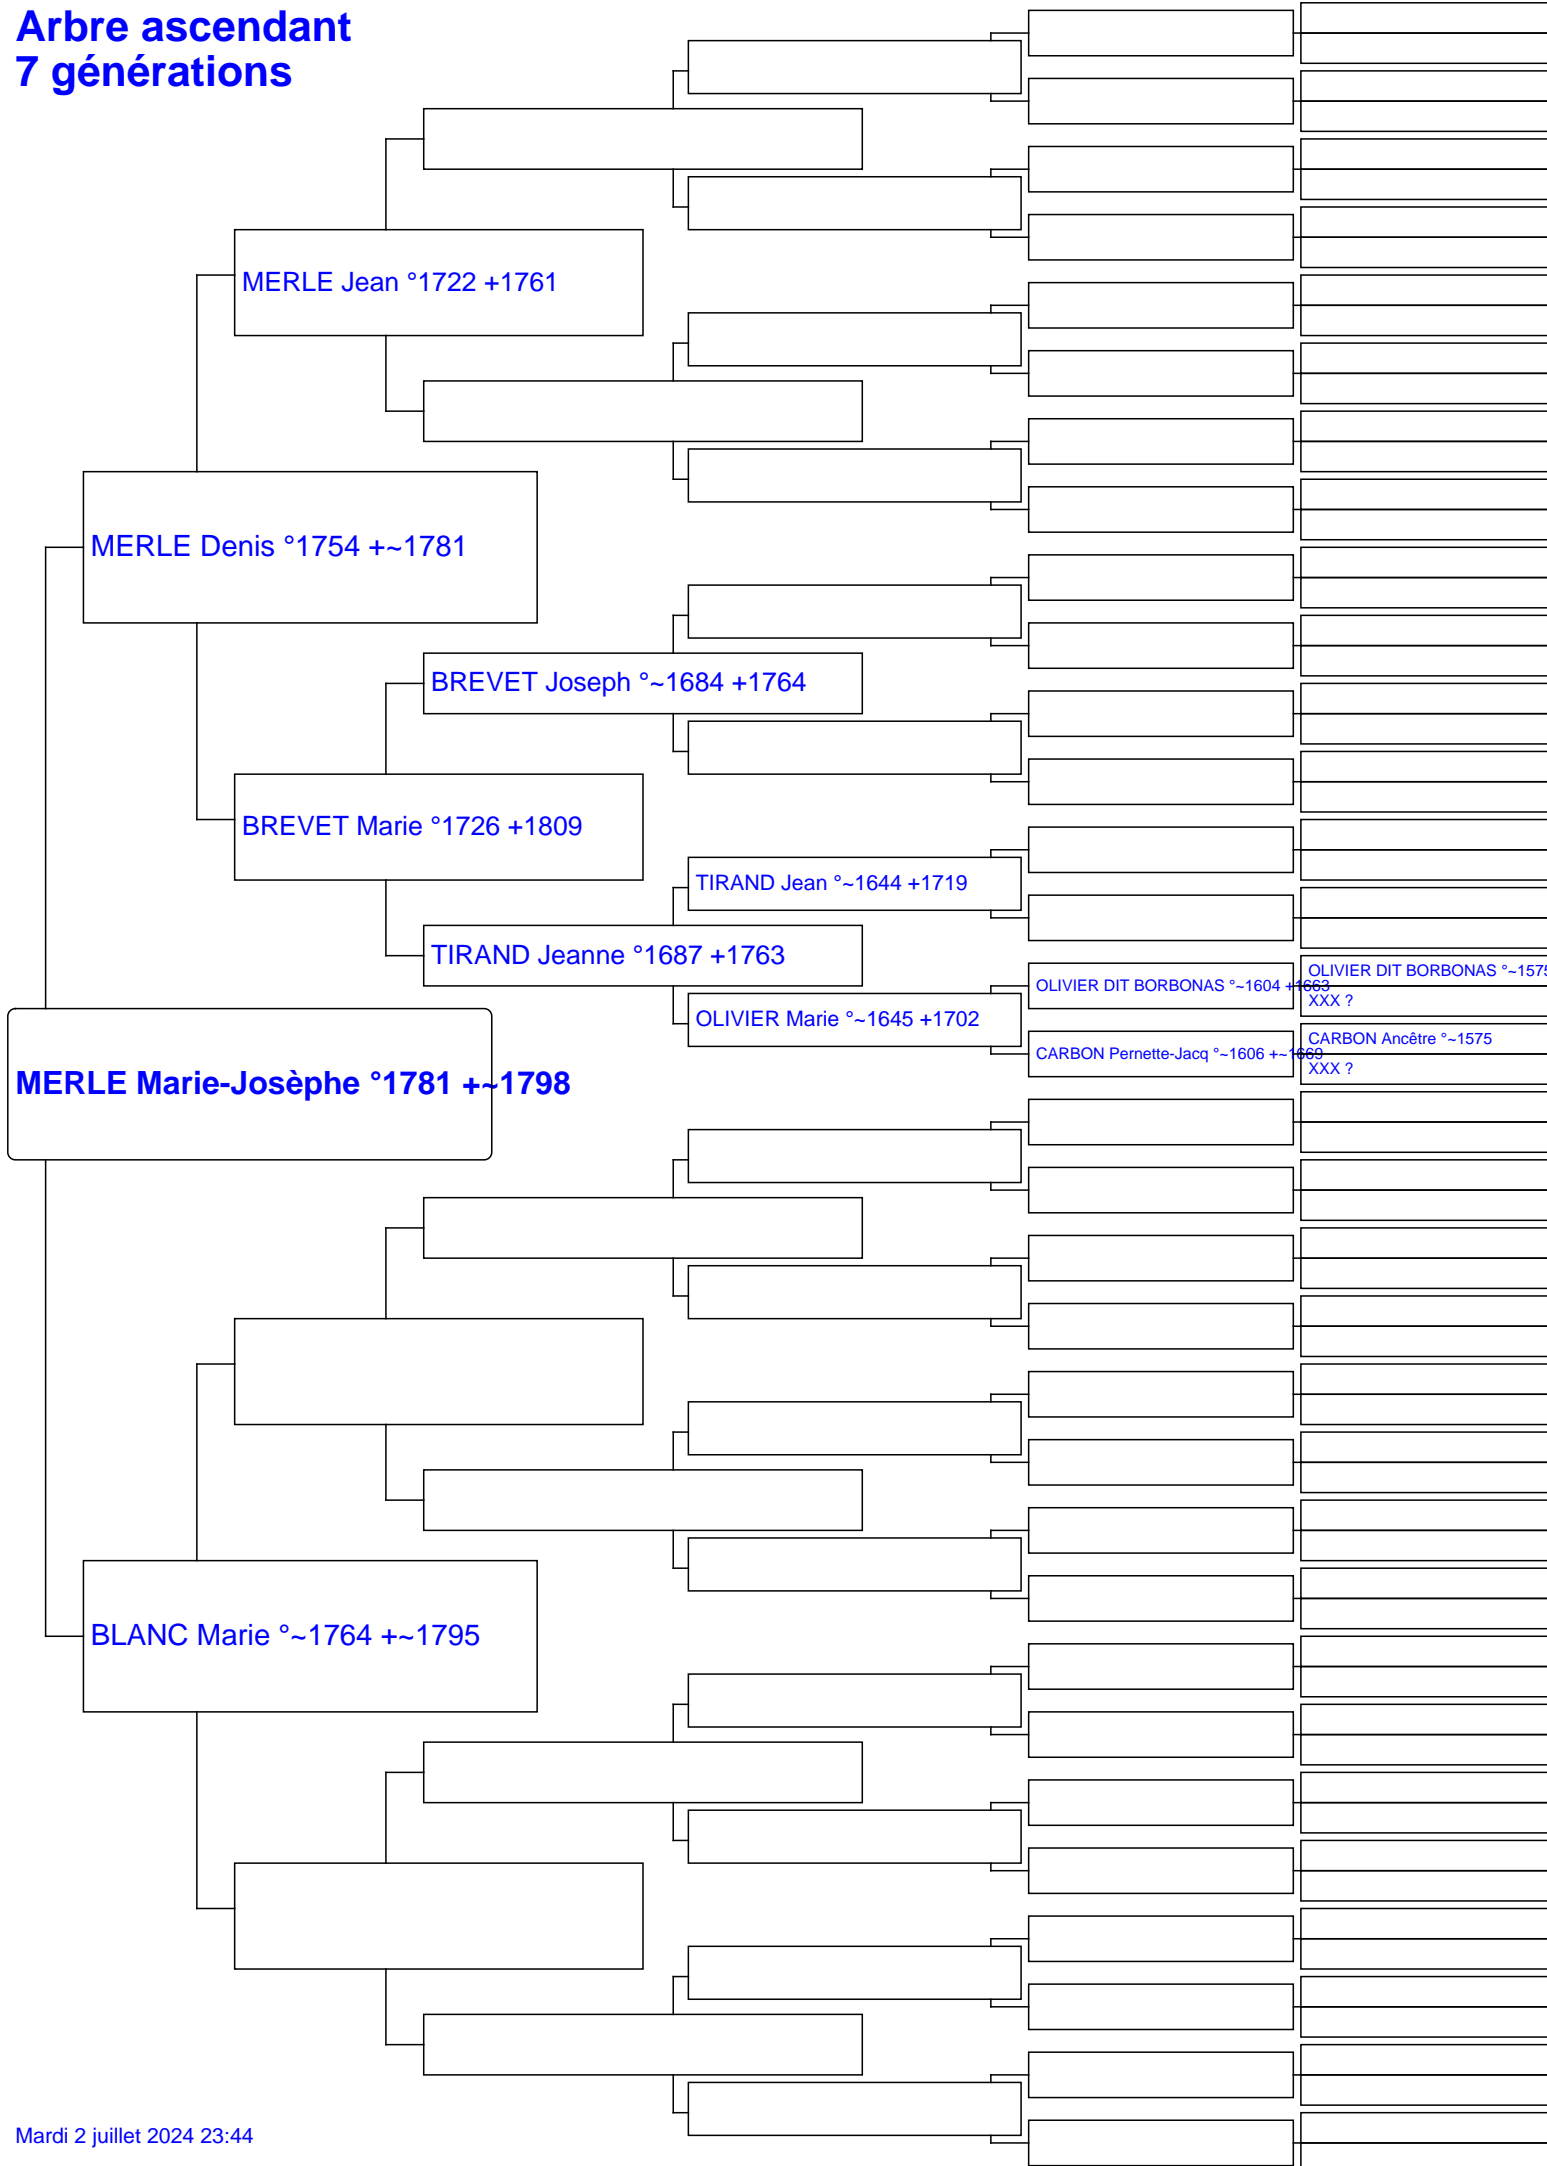 Arbre ascendant
7 générations
MERLE Jean °1722 +1761
MERLE Denis °1754 +~1781
BREVET Joseph °~1684 +1764
BREVET Marie °1726 +1809
TIRAND Jean °~1644 +1719
TIRAND Jeanne °1687 +1763
OLIVIER DIT BORBONAS °~1604 +1663
OLIVIER DIT BORBONAS °~1575
XXX ?
OLIVIER Marie °~1645 +1702
CARBON Pernette-Jacq °~1606 +~1669
CARBON Ancêtre °~1575
XXX ?
MERLE Marie-Josèphe °1781 +~1798
BLANC Marie °~1764 +~1795
Mardi 2 juillet 2024 23:44